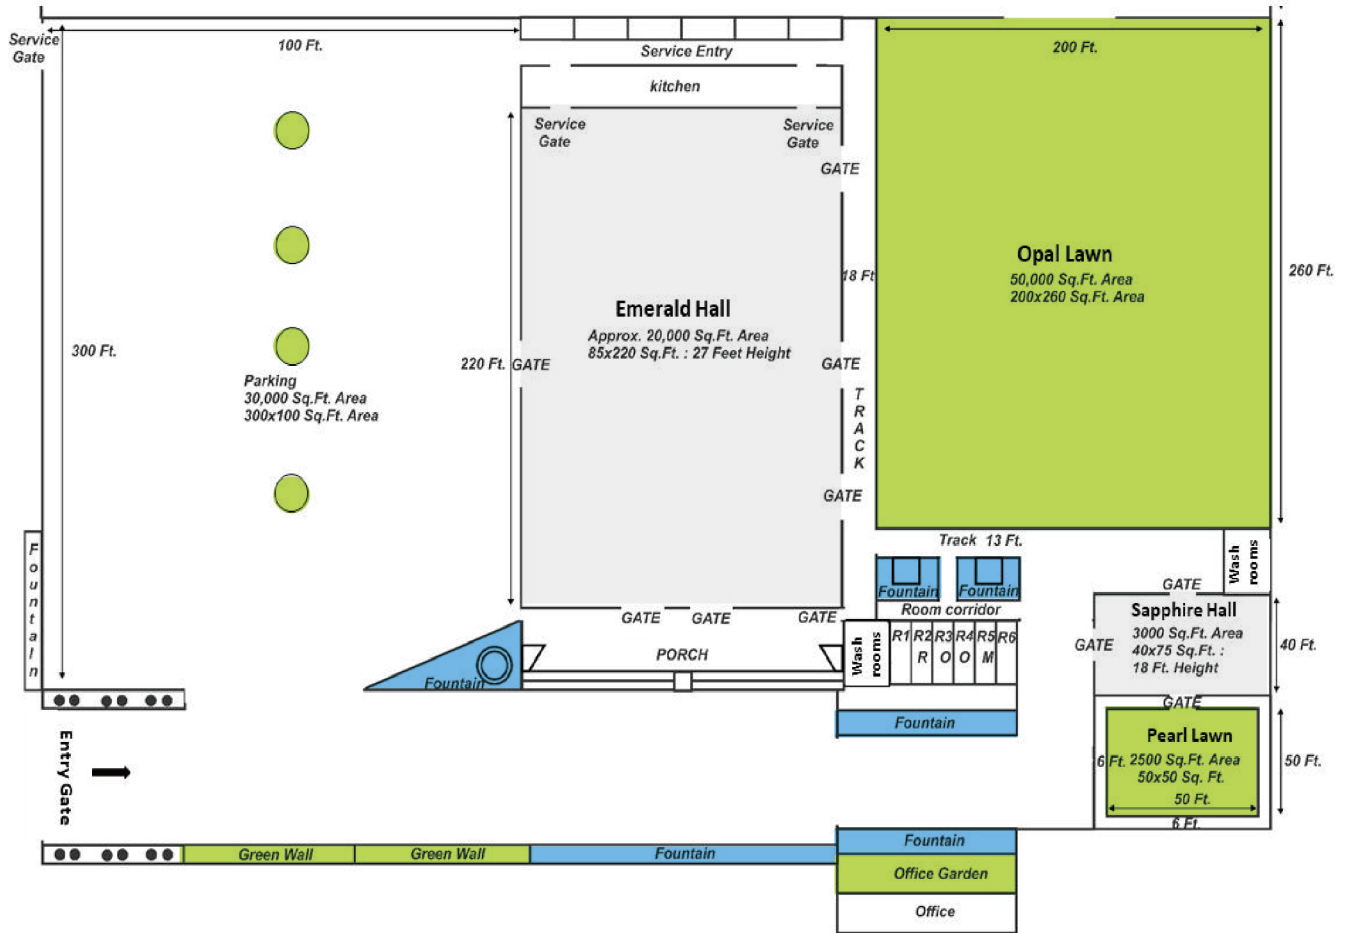 Service
Gate
100 Ft.
Service Entry
kitchen
200 Ft.
Service
Gate
Service
Gate
GATE
Opal Lawn
50,000 Sq.Ft. Area
200x260 Sq.Ft. Area
260 Ft.
18 Ft
Emerald Hall
Approx. 20,000 Sq.Ft. Area
85x220 Sq.Ft. : 27 Feet Height
300 Ft.
220 Ft.
GATE
GATE
Parking
30,000 Sq.Ft. Area
300x100 Sq.Ft. Area
TRACK
GATE
Track 13 Ft.
Wash
rooms
Fountain
Fountain
Fountain
Room corridor
GATE
GATE
GATE
GATE
Sapphire Hall
3000 Sq.Ft. Area
40x75 Sq.Ft. :
18 Ft. Height
GATE
40 Ft.
R1 R2 R3 R4 R5 R6
R O O M
Wash
rooms
PORCH
Fountain
GATE
Fountain
Pearl Lawn
2500 Sq.Ft. Area
50x50 Sq. Ft.
6 Ft.
50 Ft.
50 Ft.
6 Ft.
Entry Gate
Green Wall
Green Wall
Fountain
Fountain
Office Garden
Office